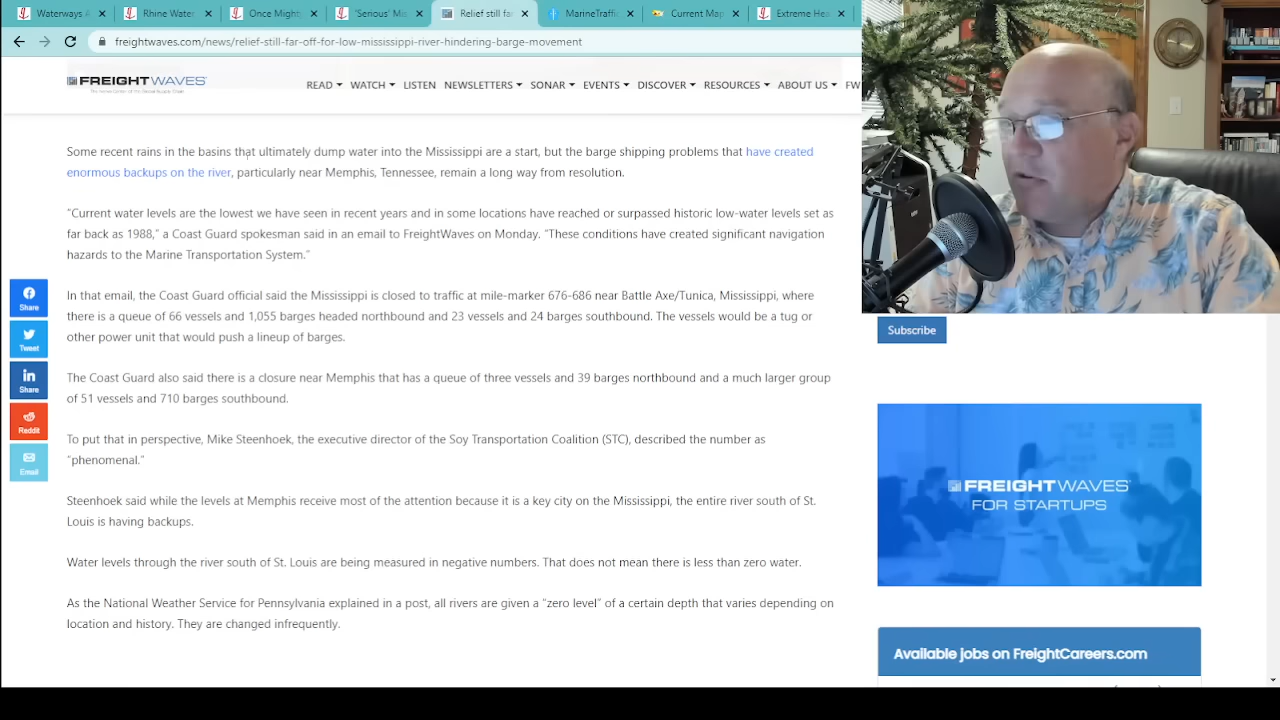 Waterways
Rhine Water
Once Might
'Serious' Mis
Relief still fa
MarineTraffic
Current Map
Extreme Hea
freightwaves.com/news/relief-still-far-off-for-low-mississippi-river-hindering-barge-movement
FREIGHTWAVES
READ WATCH LISTEN NEWSLETTERS SONAR EVENTS DISCOVER RESOURCES ABOUT US FW
Some recent rains in the basins that ultimately dump water into the Mississippi are a start, but the barge shipping problems that have created
enormous backups on the river, particularly near Memphis, Tennessee, remain a long way from resolution.
"Current water levels are the lowest we have seen in recent years and in some locations have reached or surpassed historic low-water levels set as
far back as 1988," a Coast Guard spokesman said in an email to FreightWaves on Monday. "These conditions have created significant navigation
hazards to the Marine Transportation System."
In that email, the Coast Guard official said the Mississippi is closed to traffic at mile-marker 676-686 near Battle Axe/Tunica, Mississippi, where
there is a queue of 66 vessels and 1,055 barges headed northbound and 23 vessels and 24 barges southbound. The vessels would be a tug or
other power unit that would push a lineup of barges.
The Coast Guard also said there is a closure near Memphis that has a queue of three vessels and 39 barges northbound and a much larger group
of 51 vessels and 710 barges southbound.
To put that in perspective, Mike Steenhoek, the executive director of the Soy Transportation Coalition (STC), described the number as
"phenomenal."
Steenhoek said while the levels at Memphis receive most of the attention because it is a key city on the Mississippi, the entire river south of St.
Louis is having backups.
Water levels through the river south of St. Louis are being measured in negative numbers. That does not mean there is less than zero water.
As the National Weather Service for Pennsylvania explained in a post, all rivers are given a "zero level" of a certain depth that varies depending on
location and history. They are changed infrequently.
Share
Tweet
Share
Reddit
Email
Subscribe
FREIGHTWAVES
FOR STARTUPS
Available jobs on FreightCareers.com